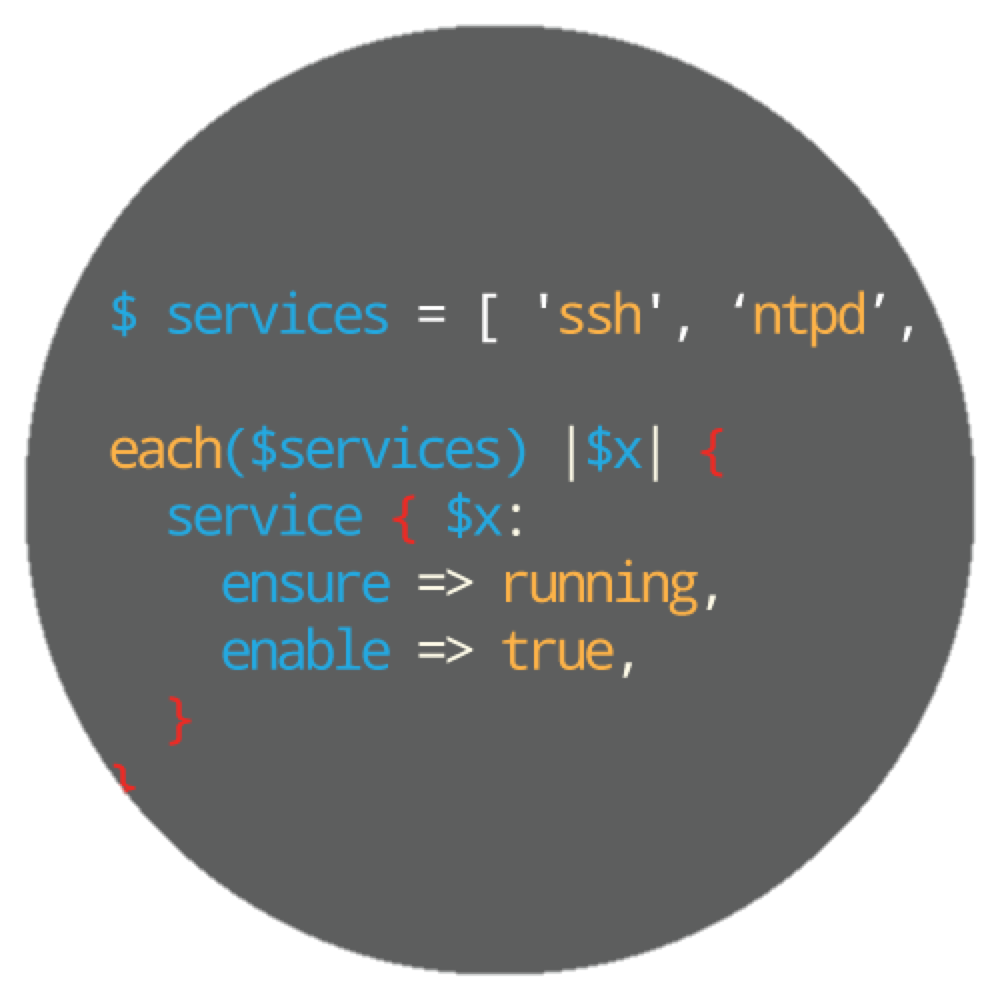 $ services = [ 'ssh', ‘ntpd’,
each($services) |$x| {
service { $x:
ensure => running,
enable => true,
}
}